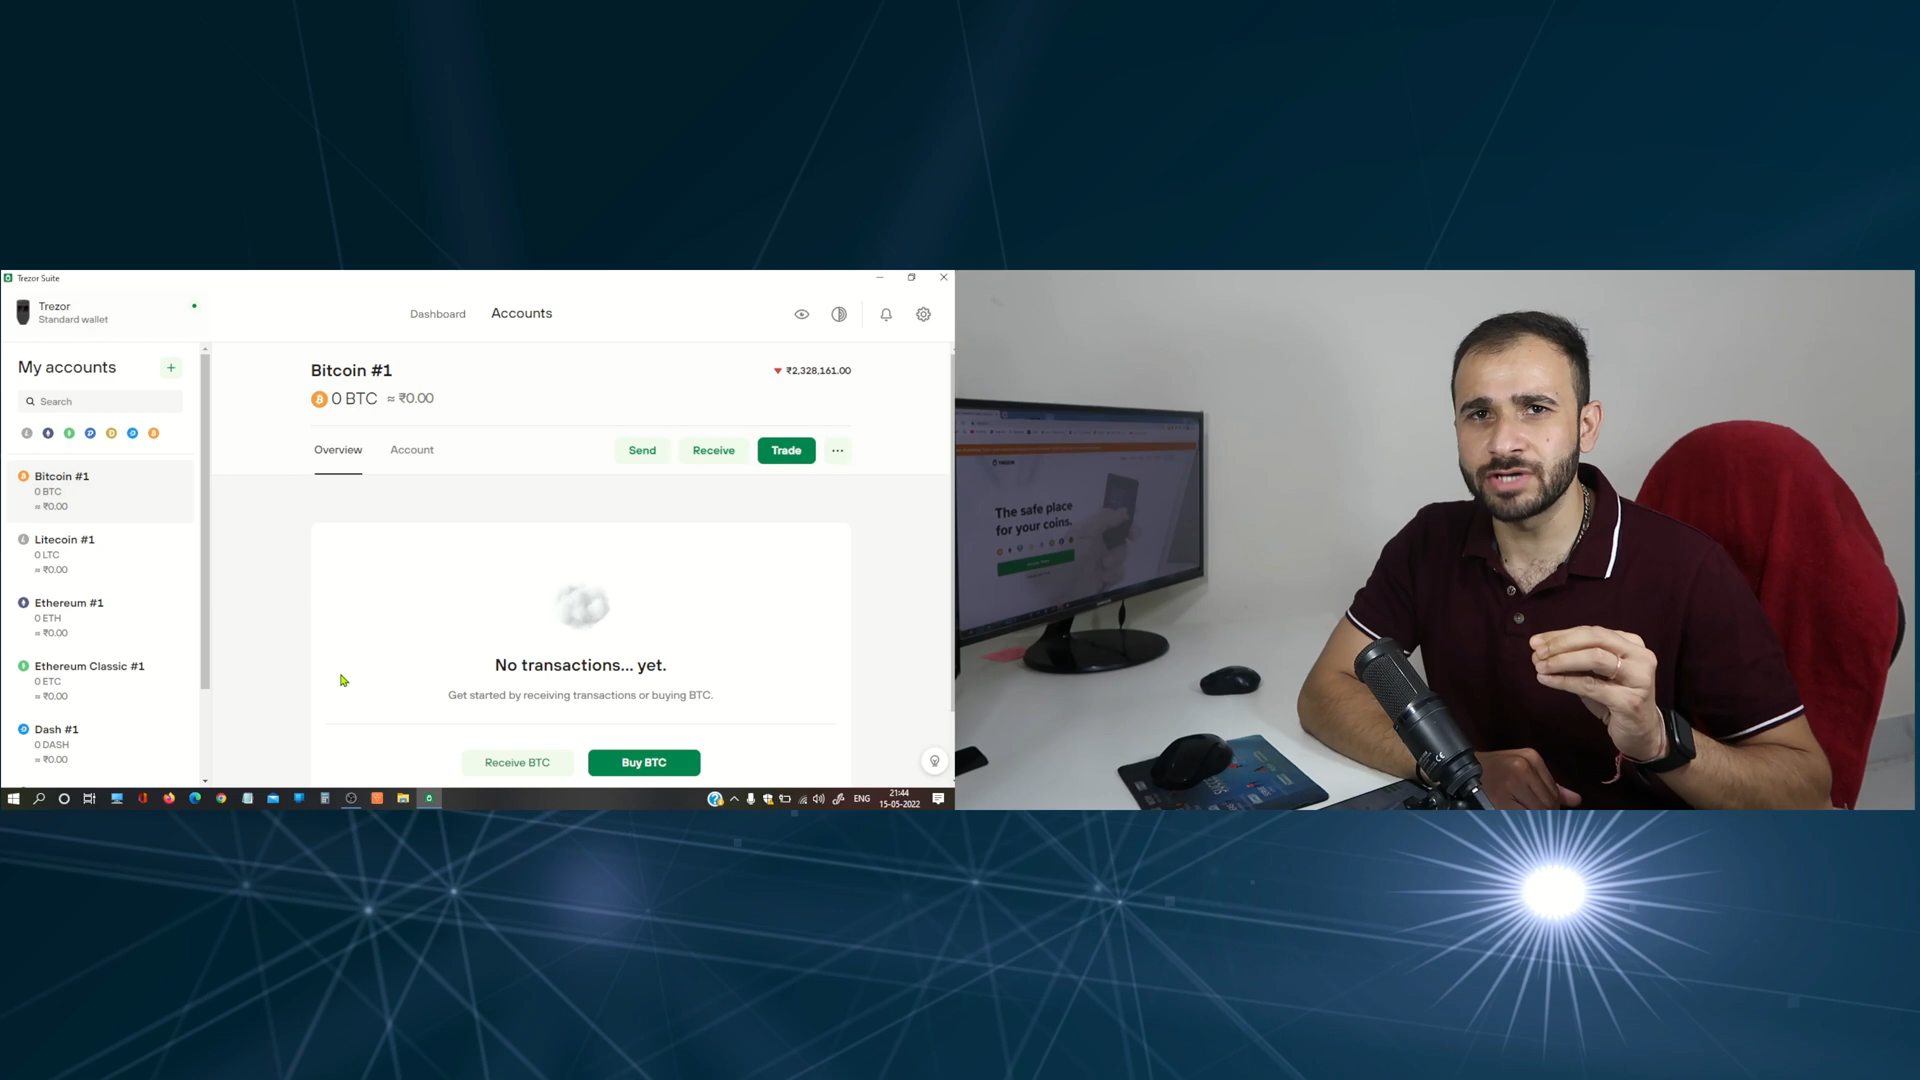 Trezor Suite
Trezor
Standard wallet
Dashboard
Accounts
My accounts
+
Search
Bitcoin #1
0 BTC
≈ ₹0.00
Litecoin #1
0 LTC
≈ ₹0.00
Ethereum #1
0 ETH
≈ ₹0.00
Ethereum Classic #1
0 ETC
≈ ₹0.00
Dash #1
0 DASH
≈ ₹0.00
Bitcoin #1
₹2,328,161.00
0 BTC ≈ ₹0.00
Overview
Account
Send
Receive
Trade
...
No transactions... yet.
Get started by receiving transactions or buying BTC.
Receive BTC
Buy BTC
ENG
21:44
15-05-2022
The safe place
for your coins.